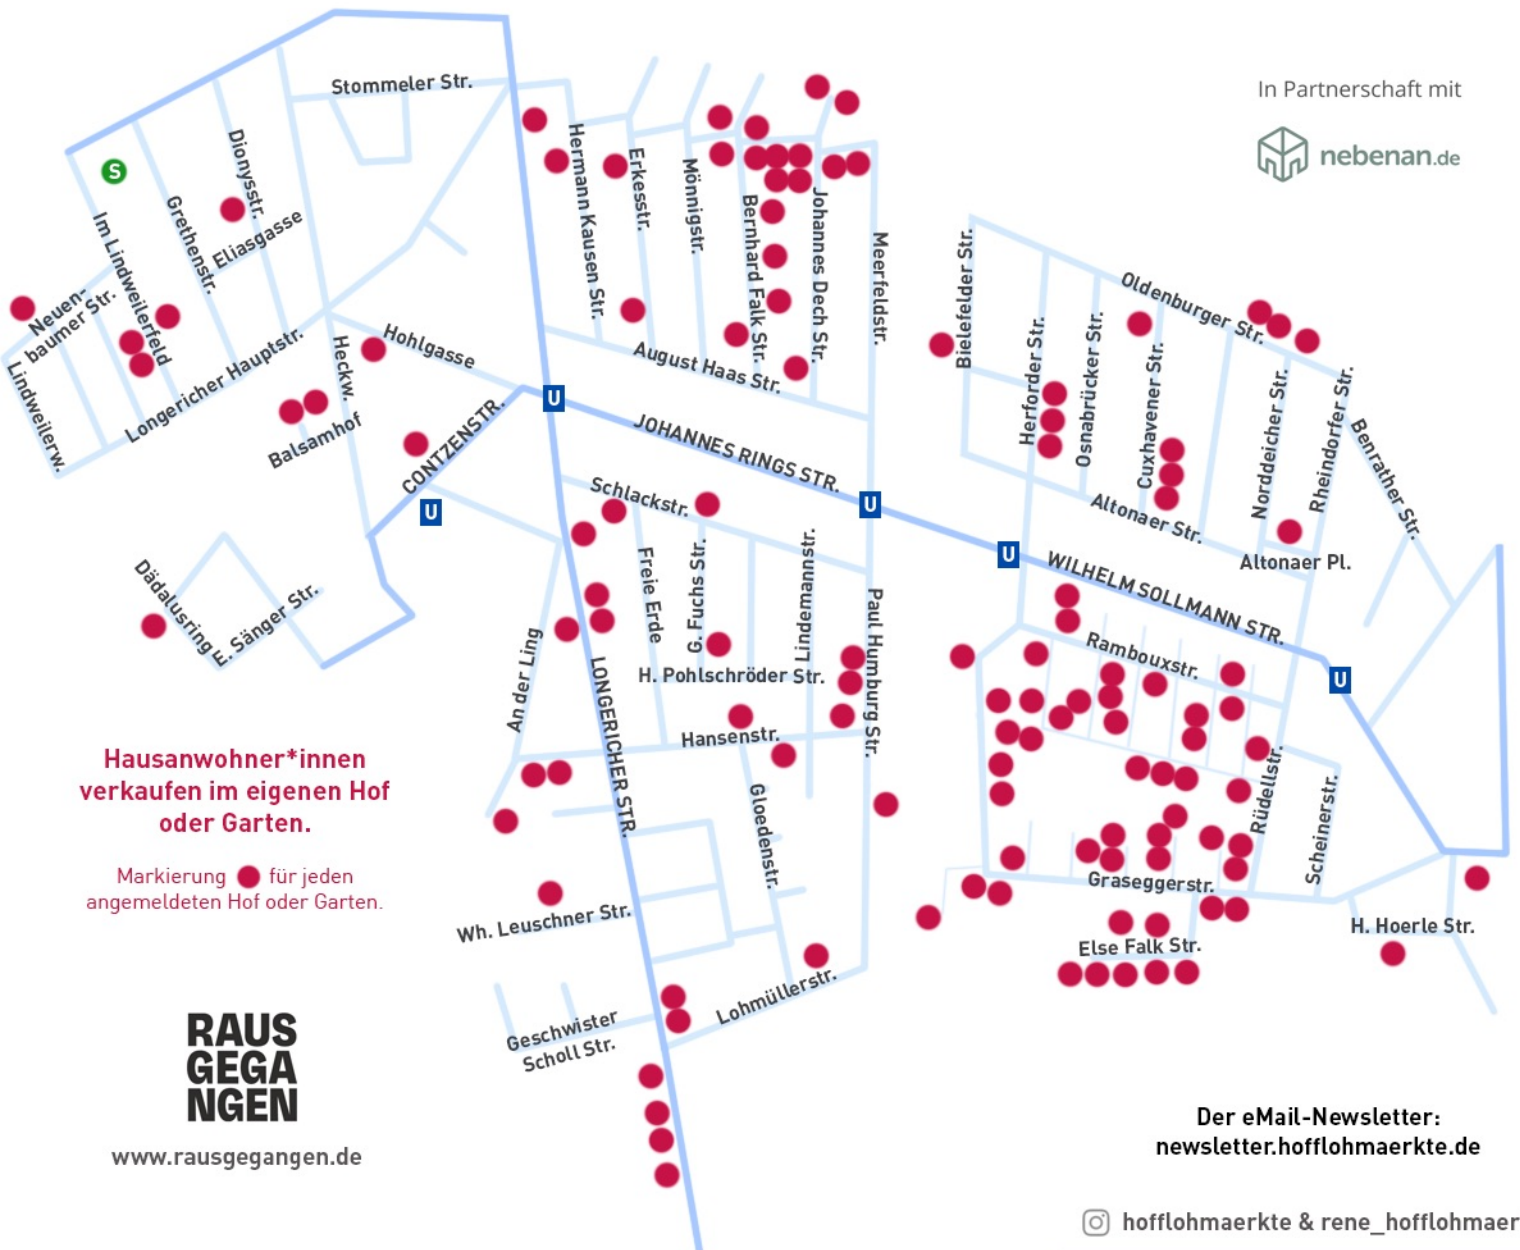 In Partnerschaft mit
nebenan.de
Stommeler Str.
S
Dionysstr.
Grethenstr.
Eliasgasse
Im Lindweilerfeld
Neuen-
baumer Str.
Lindweilerw.
Longericher Hauptstr.
Heckw.
Hohlgasse
Balsamhof
CONTZENSTR.
U
U
Hermann Kausen Str.
Erkesstr.
Mönnigstr.
Bernhard Falk Str.
Johannes Dech Str.
Meerfeldstr.
August Haas Str.
JOHANNES RINGS STR.
U
Bielefelder Str.
Herforder Str.
Osnabrücker Str.
Cuxhavener Str.
Oldenburger Str.
Norddeicher Str.
Rheindorfer Str.
Benrather Str.
Altonaer Str.
Altonaer Pl.
U
WILHELM SOLLMANN STR.
U
Schlackstr.
Freie Erde
G. Fuchs Str.
Lindemannstr.
Paul Humburg Str.
H. Pohlschröder Str.
Hansenstr.
An der Ling
LONGERICHER STR.
Gloedenstr.
Dädalusring
E. Sänger Str.
Rambouxstr.
Rüdellstr.
Scheinerstr.
Graseggerstr.
Else Falk Str.
H. Hoerle Str.
Wh. Leuschner Str.
Lohmüllerstr.
Geschwister
Scholl Str.
Hausanwohner*innen
verkaufen im eigenen Hof
oder Garten.
Markierung für jeden
angemeldeten Hof oder Garten.
RAUS
GEGA
NGEN
www.rausgegangen.de
Der eMail-Newsletter:
newsletter.hofflohmaerkte.de
hofflohmaerkte & rene_hofflohmaer